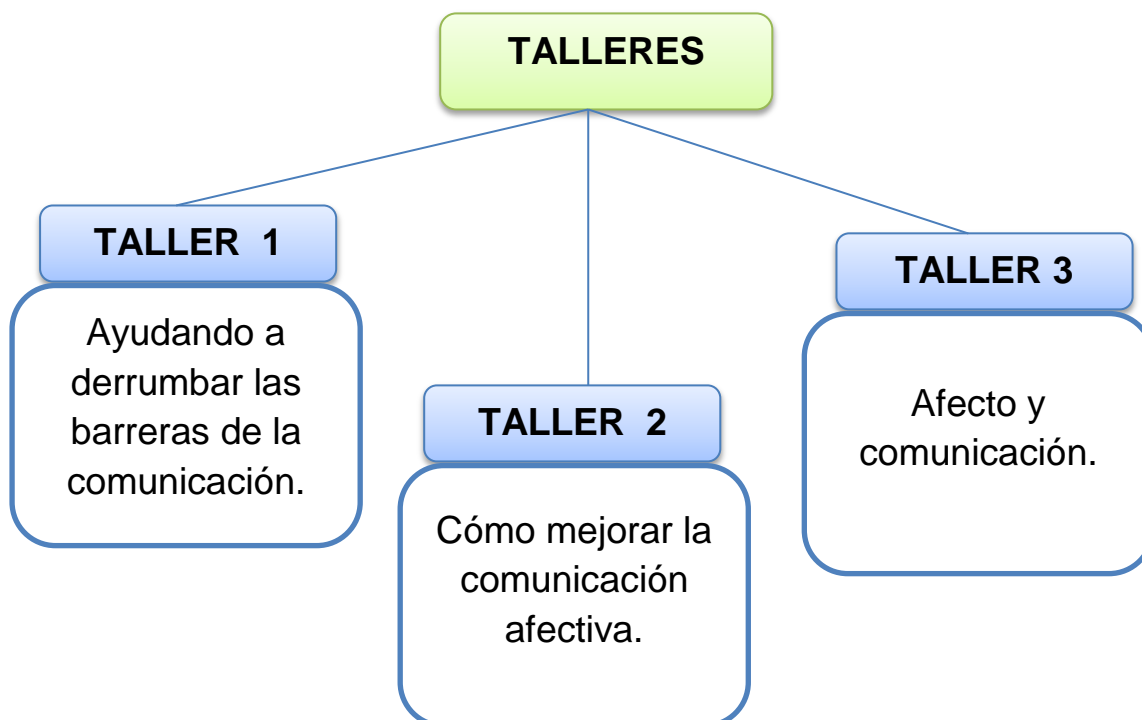 TALLERES
TALLER 1
Ayudando a
derrumbar las
barreras de la
comunicación.
TALLER 2
Cómo mejorar la
comunicación
afectiva.
TALLER 3
Afecto y
comunicación.